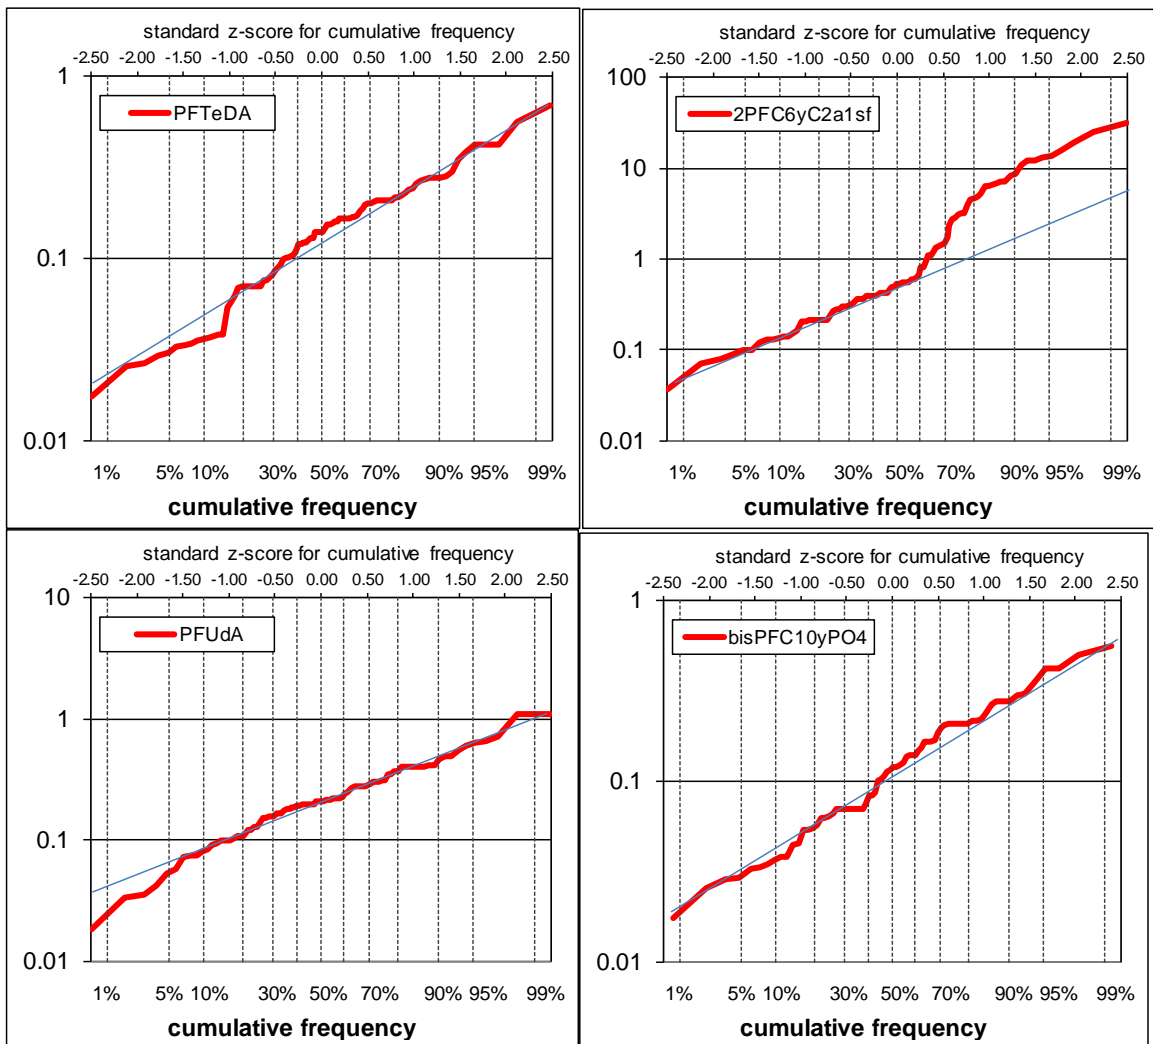 standard z-score for cumulative frequency
-2.50 -2.00 -1.50 -1.00 -0.50 0.00 0.50 1.00 1.50 2.00 2.50
1
PFTeDA
0.1
0.01
1% 5% 10% 30% 50% 70% 90% 95% 99%
cumulative frequency
standard z-score for cumulative frequency
-2.50 -2.00 -1.50 -1.00 -0.50 0.00 0.50 1.00 1.50 2.00 2.50
100
2PFC6yC2a1sf
10
1
0.1
0.01
1% 5% 10% 30% 50% 70% 90% 95% 99%
cumulative frequency
standard z-score for cumulative frequency
-2.50 -2.00 -1.50 -1.00 -0.50 0.00 0.50 1.00 1.50 2.00 2.50
10
PFUdA
1
0.1
0.01
1% 5% 10% 30% 50% 70% 90% 95% 99%
cumulative frequency
standard z-score for cumulative frequency
-2.50 -2.00 -1.50 -1.00 -0.50 0.00 0.50 1.00 1.50 2.00 2.50
1
bisPFC10yPO4
0.1
0.01
1% 5% 10% 30% 50% 70% 90% 95% 99%
cumulative frequency